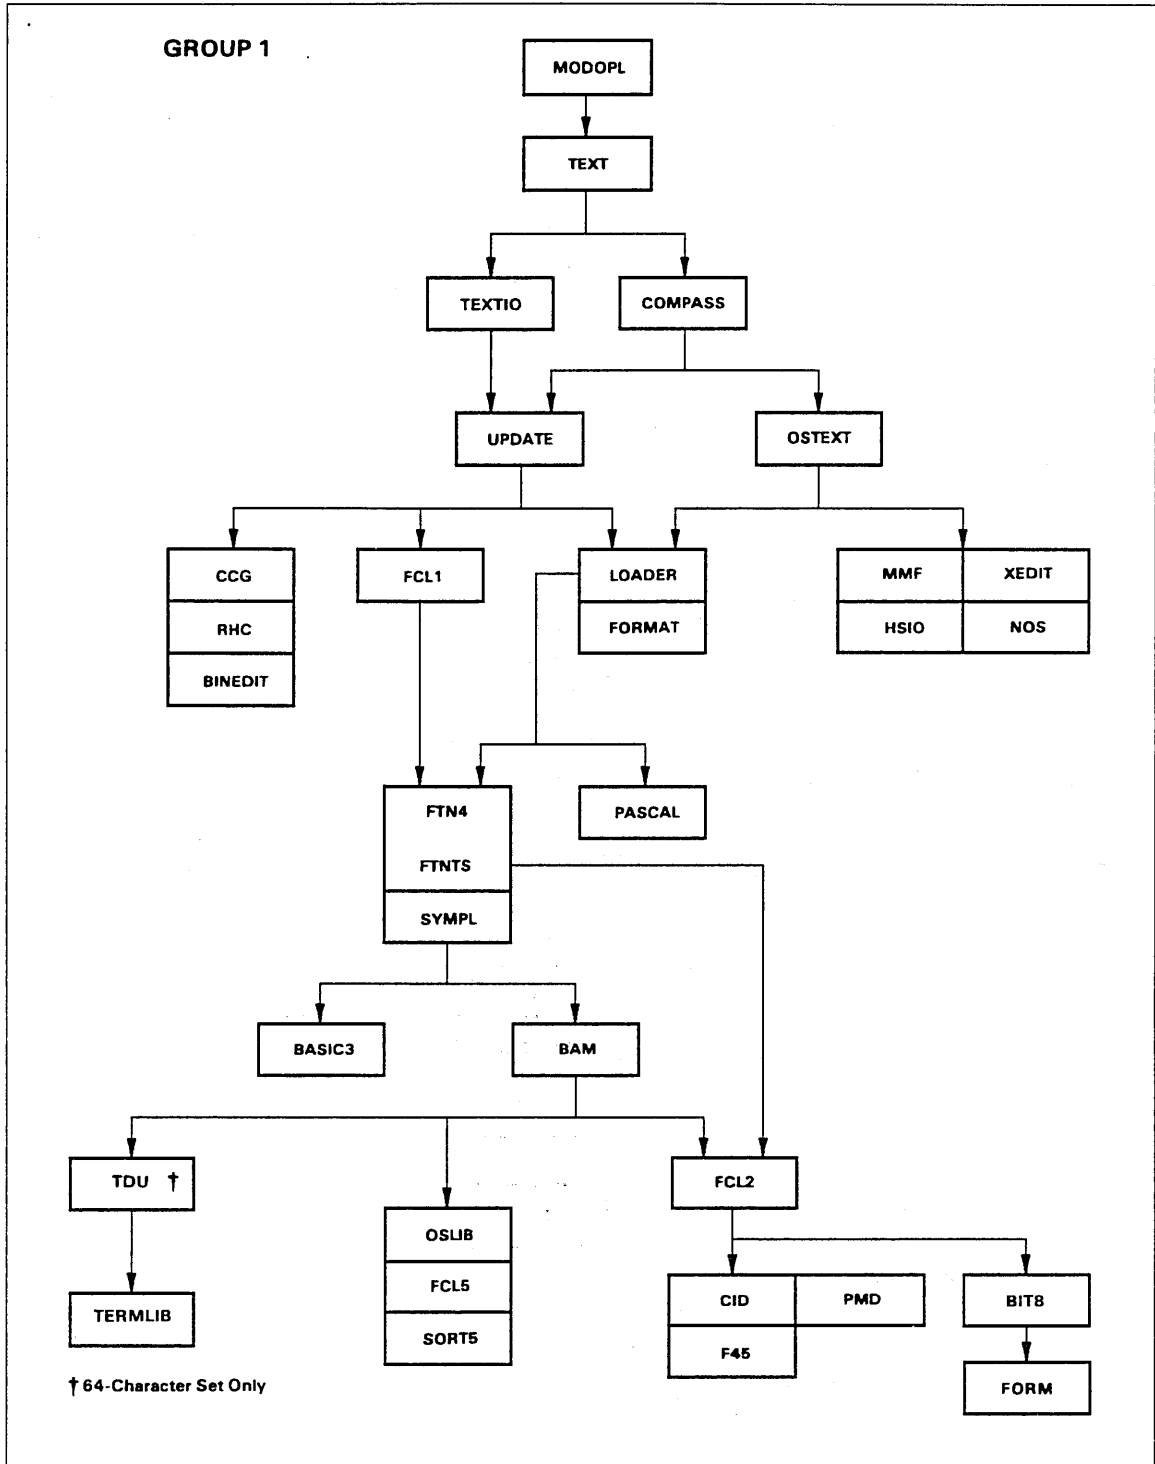 GROUP 1
MODOPL
TEXT
TEXTIO
COMPASS
UPDATE
OSTEXT
CCG
RHC
BINEDIT
FCL1
LOADER
FORMAT
MMF
XEDIT
HSIO
NOS
FTN4
FTNTS
SYMPL
PASCAL
BASIC3
BAM
TDU †
TERMLIB
OSLIB
FCL5
SORT5
FCL2
CID
PMD
F45
BIT8
FORM
† 64-Character Set Only